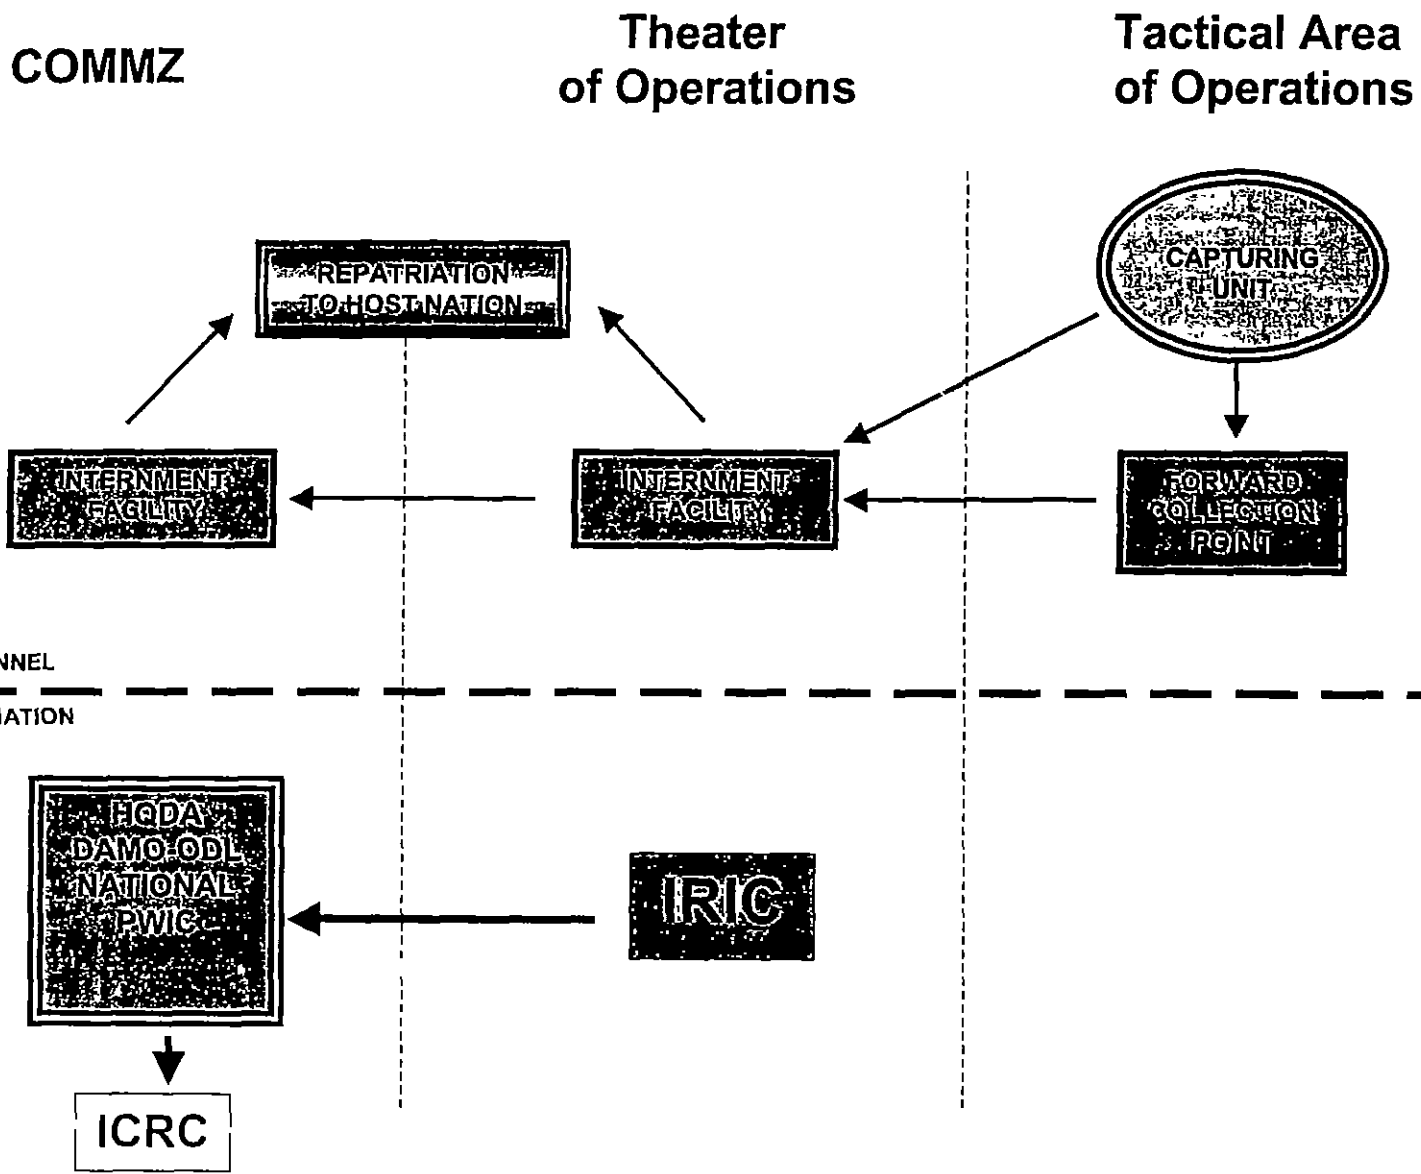 COMMZ
Theater
of Operations
Tactical Area
of Operations
REPATRIATION
TO HOST NATION
CAPTURING
UNIT
INTERNMENT
FACILITY
INTERNMENT
FACILITY
FORWARD
COLLECTION
POINT
NNEL
MATION
HQDA
DAMO-ODL
NATIONAL
PWIC
IRIC
ICRC